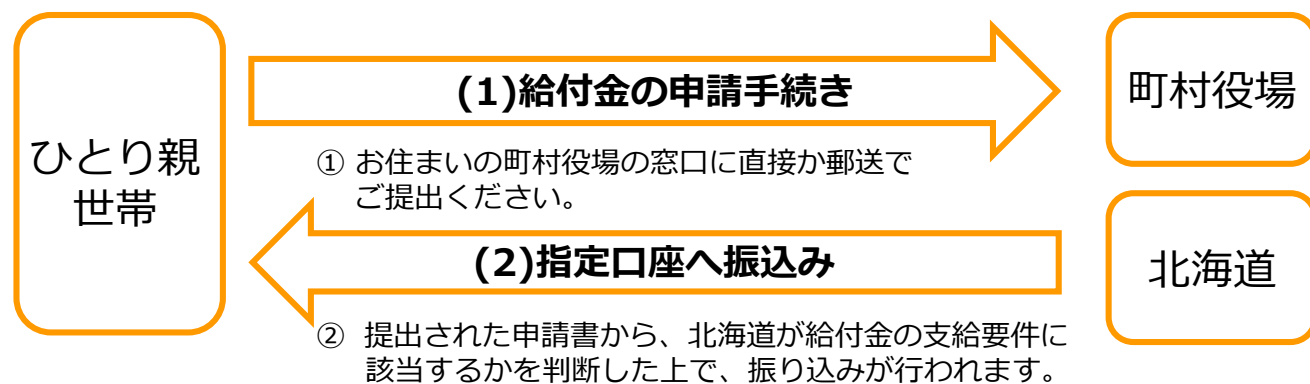 ひとり親
世帯
(1)給付金の申請手続き
町村役場
① お住まいの町村役場の窓口に直接か郵送で
ご提出ください。
(2)指定口座へ振込み
北海道
② 提出された申請書から、北海道が給付金の支給要件に
該当するかを判断した上で、振り込みが行われます。